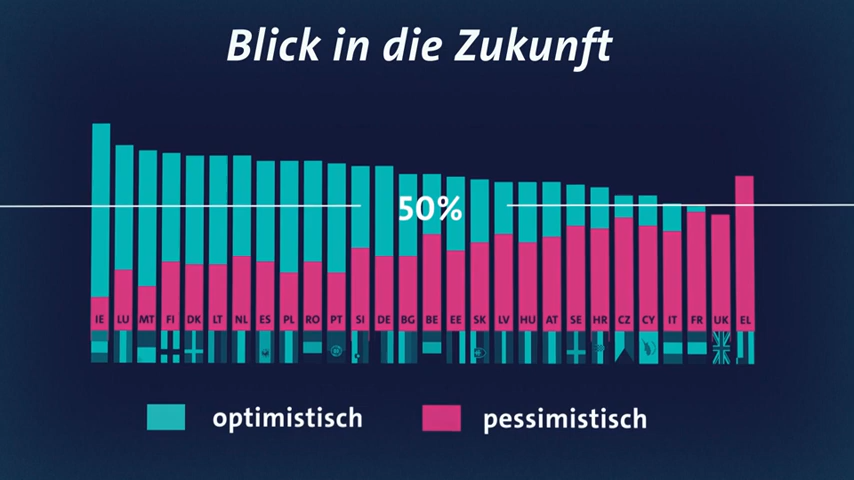 Blick in die Zukunft
50%
IE LU MT FI DK LT NL ES PL RO PT SI DE BG BE EE SK LV HU AT SE HR CZ CY IT FR UK EL
optimistisch pessimistisch